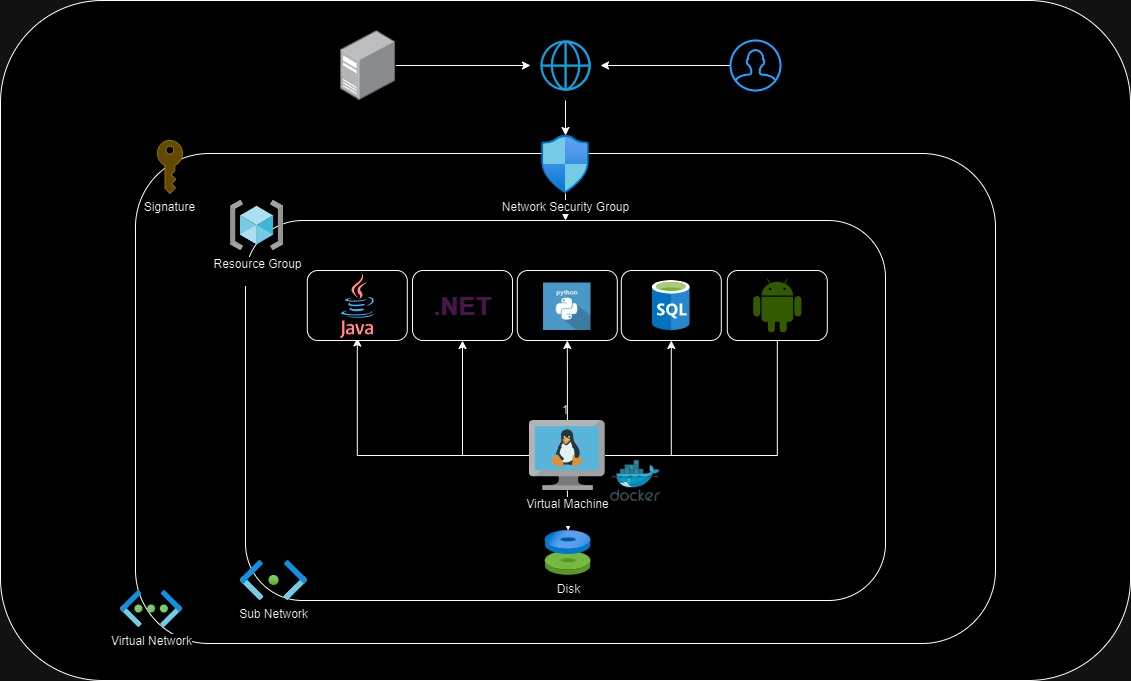 Signature
Network Security Group
Resource Group
Java
.NET
python
SQL
1
Virtual Machine
docker
Disk
Sub Network
Virtual Network